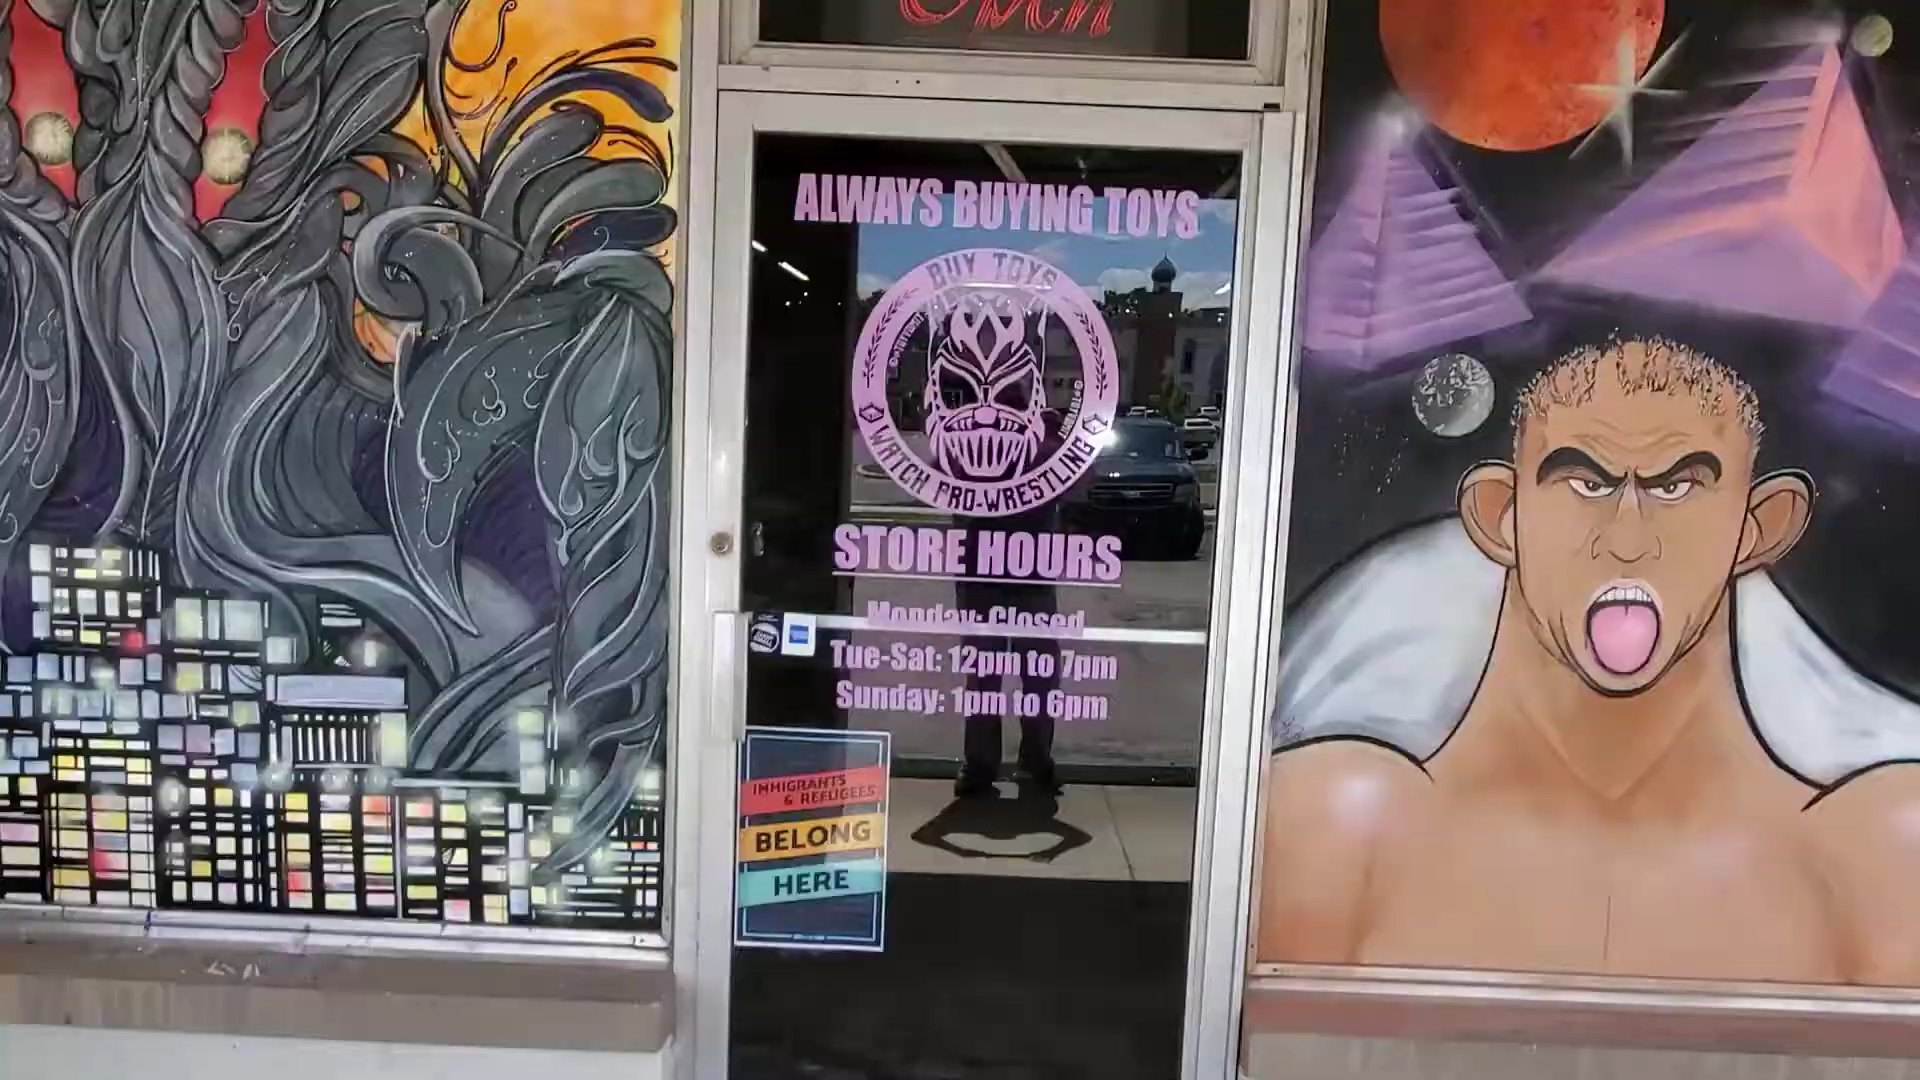 Open
ALWAYS BUYING TOYS
BUY TOYS
WATCH PRO-WRESTLING
STORE HOURS
Monday: Closed
Tue-Sat: 12pm to 7pm
Sunday: 1pm to 6pm
IMMIGRANTS
& REFUGEES
BELONG
HERE